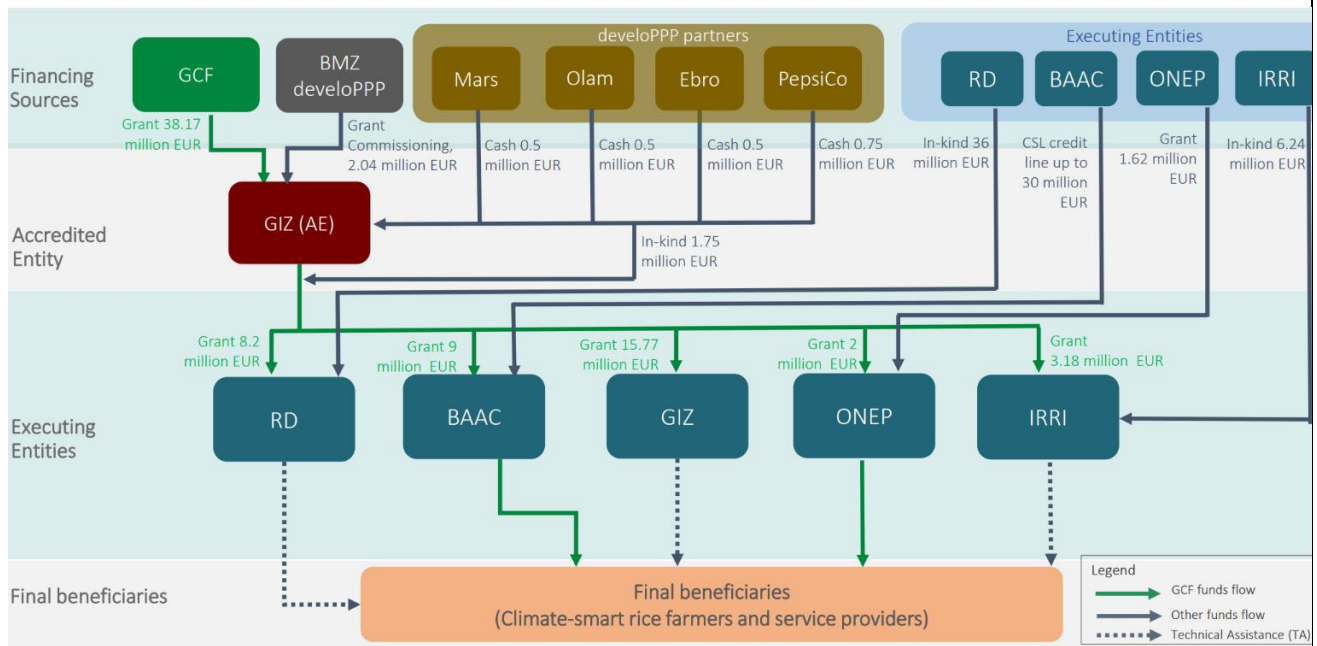 develoPPP partners
Executing Entities
Financing
Sources
GCF
BMZ
develoPPP
Mars
Olam
Ebro
PepsiCo
RD
BAAC
ONEP
IRRI
Grant 38.17
million EUR
Grant
Commissioning,
2.04 million EUR
Cash 0.5
million EUR
Cash 0.5
million EUR
Cash 0.5
million EUR
Cash 0.75
million EUR
In-kind 36
million EUR
CSL credit
line up to
30 million
EUR
Grant
1.62 million
EUR
In-kind 6.24
million EUR
Accredited
Entity
GIZ (AE)
In-kind 1.75
million EUR
Grant 8.2
million EUR
Grant 9
million EUR
Grant 15.77
million EUR
Grant 2
million EUR
Grant
3.18 million EUR
Executing
Entities
RD
BAAC
GIZ
ONEP
IRRI
Final beneficiaries
Final beneficiaries
(Climate-smart rice farmers and service providers)
Legend
GCF funds flow
Other funds flow
Technical Assistance (TA)